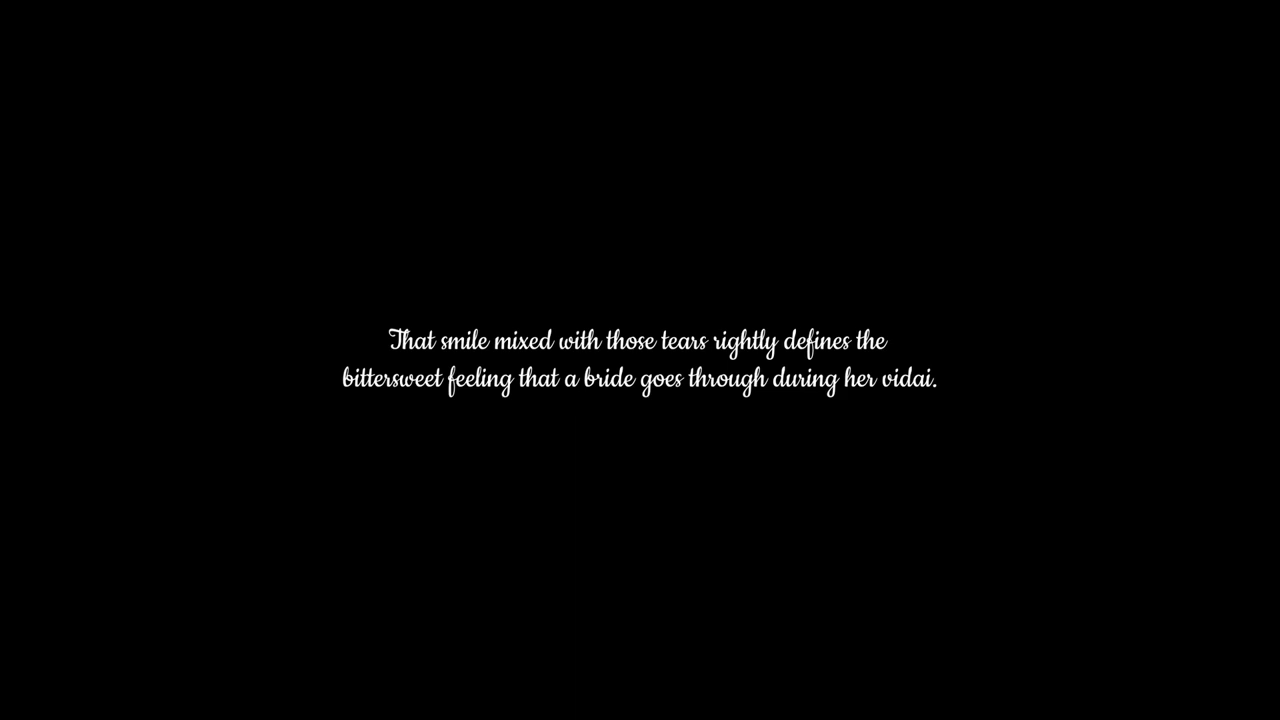 That smile mixed with those tears rightly defines the
bittersweet feeling that a bride goes through during her vidai.